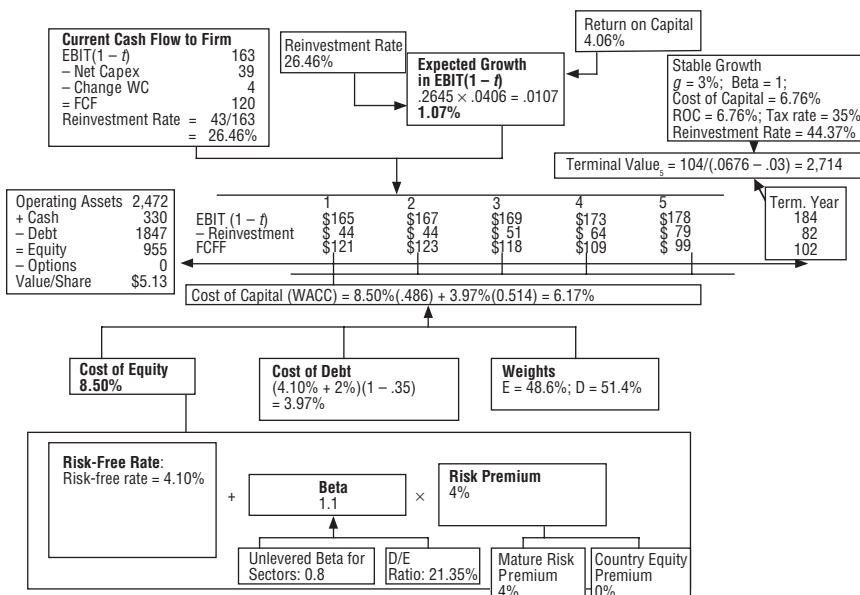 Current Cash Flow to Firm
EBIT(1 – t) 163
– Net Capex 39
– Change WC 4
= FCF 120
Reinvestment Rate = 43/163
= 26.46%
Reinvestment Rate
26.46%
Expected Growth
in EBIT(1 – t)
.2645 × .0406 = .0107
1.07%
Return on Capital
4.06%
Stable Growth
g = 3%; Beta = 1;
Cost of Capital = 6.76%
ROC = 6.76%; Tax rate = 35%
Reinvestment Rate = 44.37%
Terminal Value5 = 104/(.0676 – .03) = 2,714
Operating Assets 2,472
+ Cash 330
– Debt 1847
= Equity 955
– Options 0
Value/Share $5.13
1 2 3 4 5
EBIT (1 – t) $165 $167 $169 $173 $178
– Reinvestment $ 44 $ 44 $ 51 $ 64 $ 79
FCFF $121 $123 $118 $109 $ 99
Term. Year
184
82
102
Cost of Capital (WACC) = 8.50%(.486) + 3.97%(0.514) = 6.17%
Cost of Equity
8.50%
Cost of Debt
(4.10% + 2%)(1 – .35)
= 3.97%
Weights
E = 48.6%; D = 51.4%
Risk-Free Rate:
Risk-free rate = 4.10%
+
Beta
1.1
×
Risk Premium
4%
Unlevered Beta for
Sectors: 0.8
D/E
Ratio: 21.35%
Mature Risk
Premium
4%
Country Equity
Premium
0%